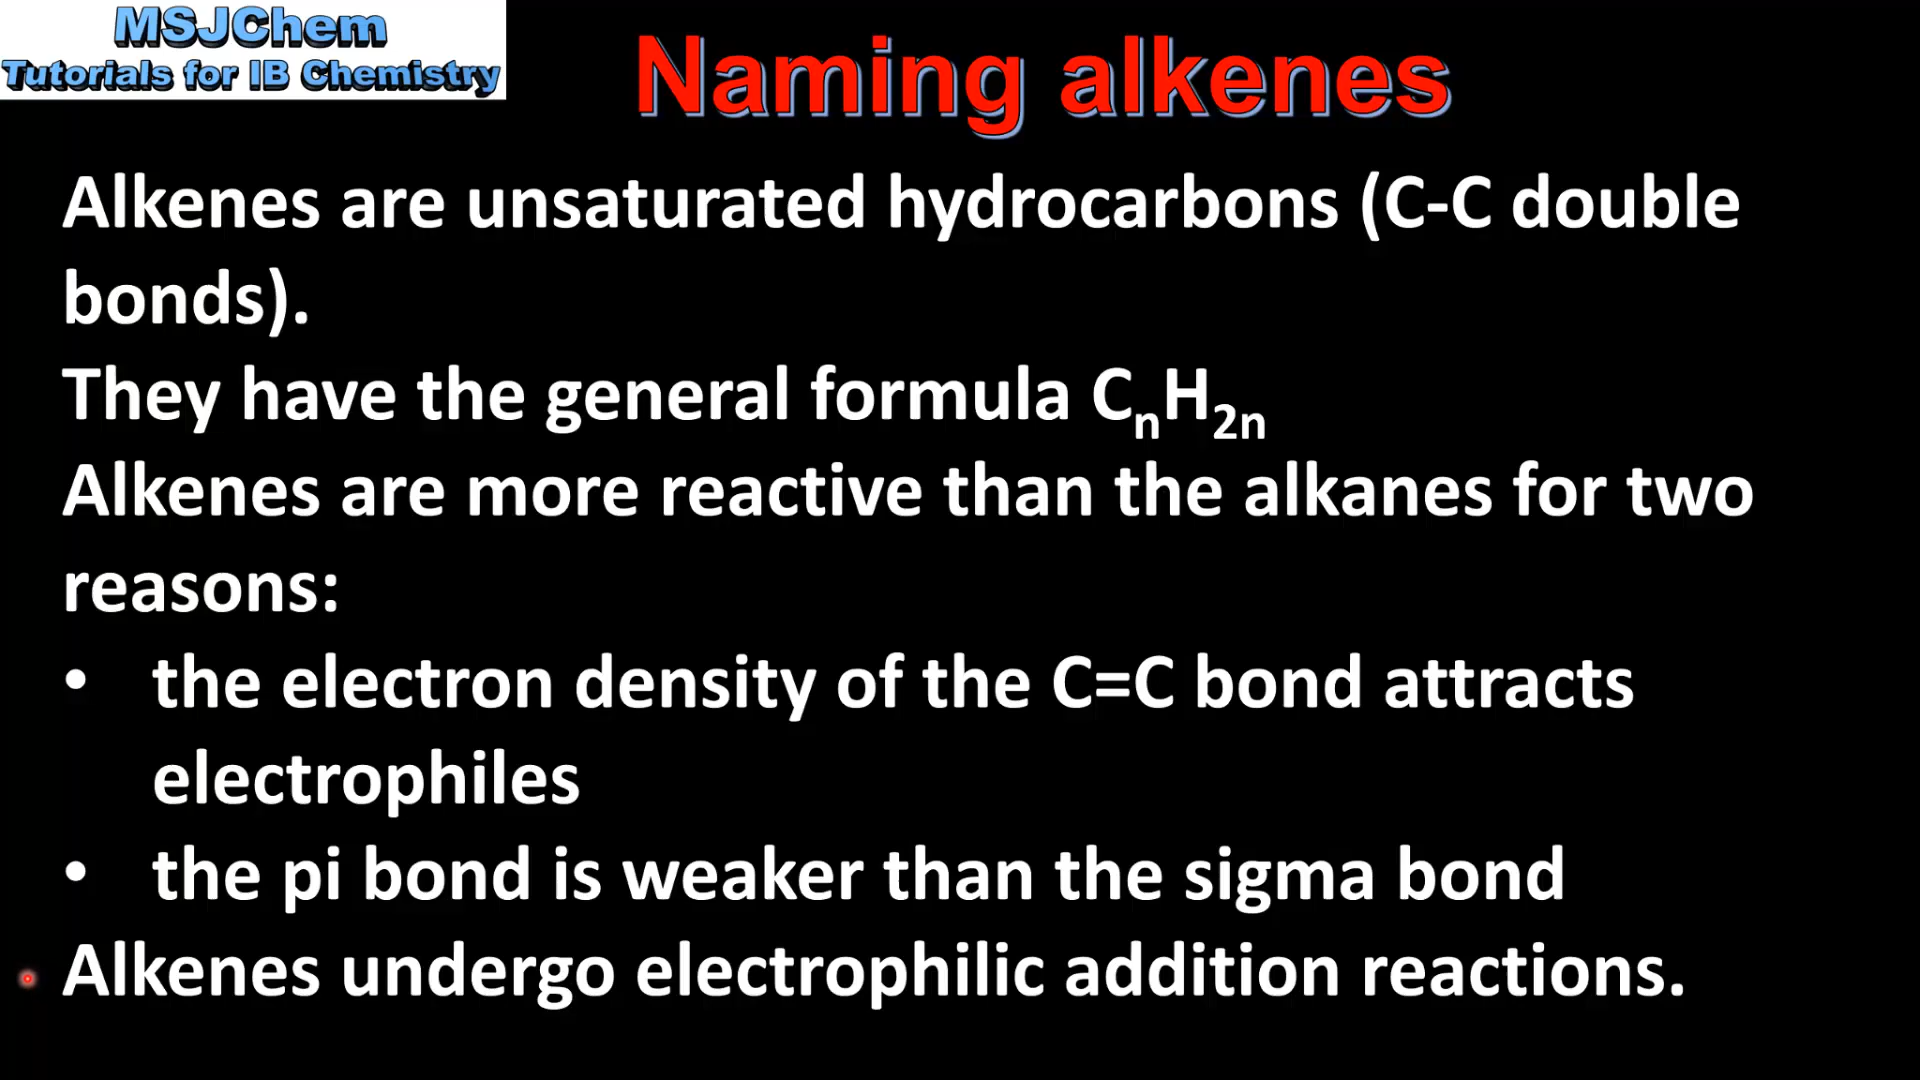 MSJChem
Tutorials for IB Chemistry
Naming alkenes
Alkenes are unsaturated hydrocarbons (C-C double
bonds).
They have the general formula CₙH₂ₙ
Alkenes are more reactive than the alkanes for two
reasons:
• the electron density of the C=C bond attracts
electrophiles
• the pi bond is weaker than the sigma bond
Alkenes undergo electrophilic addition reactions.